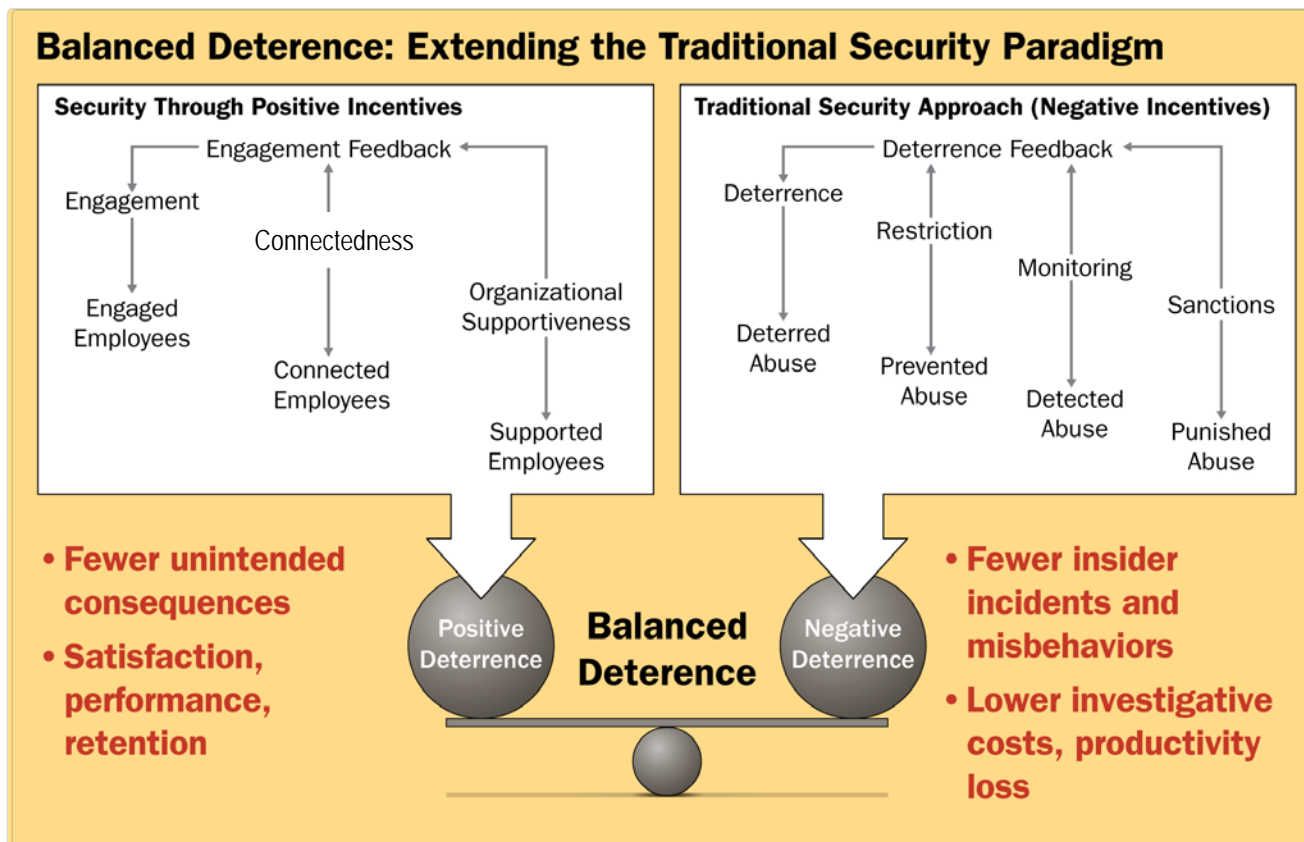 Balanced Deterence: Extending the Traditional Security Paradigm
Security Through Positive Incentives
Engagement Feedback
Engagement
Connectedness
Engaged
Employees
Organizational
Supportiveness
Connected
Employees
Supported
Employees
Traditional Security Approach (Negative Incentives)
Deterrence Feedback
Deterrence
Restriction
Monitoring
Sanctions
Deterred
Abuse
Prevented
Abuse
Detected
Abuse
Punished
Abuse
• Fewer unintended
consequences
• Satisfaction,
performance,
retention
Positive
Deterrence
Balanced
Deterence
Negative
Deterrence
• Fewer insider
incidents and
misbehaviors
• Lower investigative
costs, productivity
loss